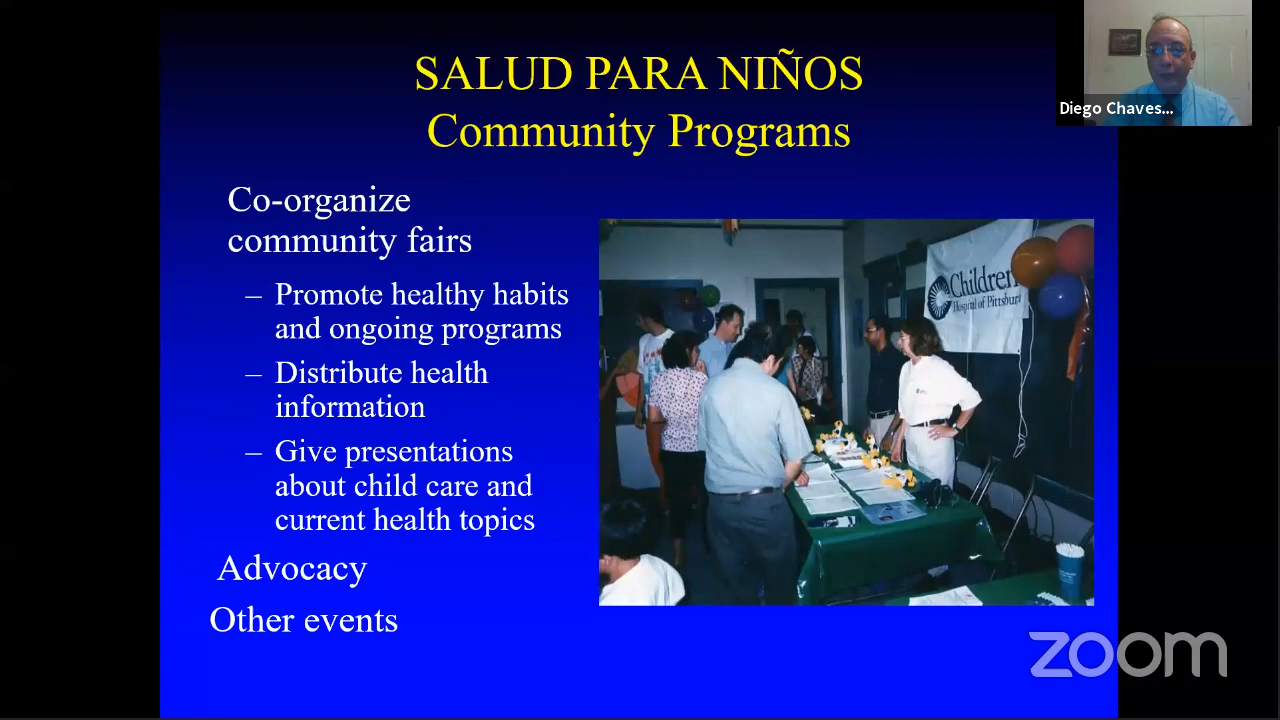 SALUD PARA NIÑOS
Community Programs
Diego Chaves...
Co-organize
community fairs
– Promote healthy habits
and ongoing programs
– Distribute health
information
– Give presentations
about child care and
current health topics
Advocacy
Other events
Children
Hospital of Pittsbur
zoom